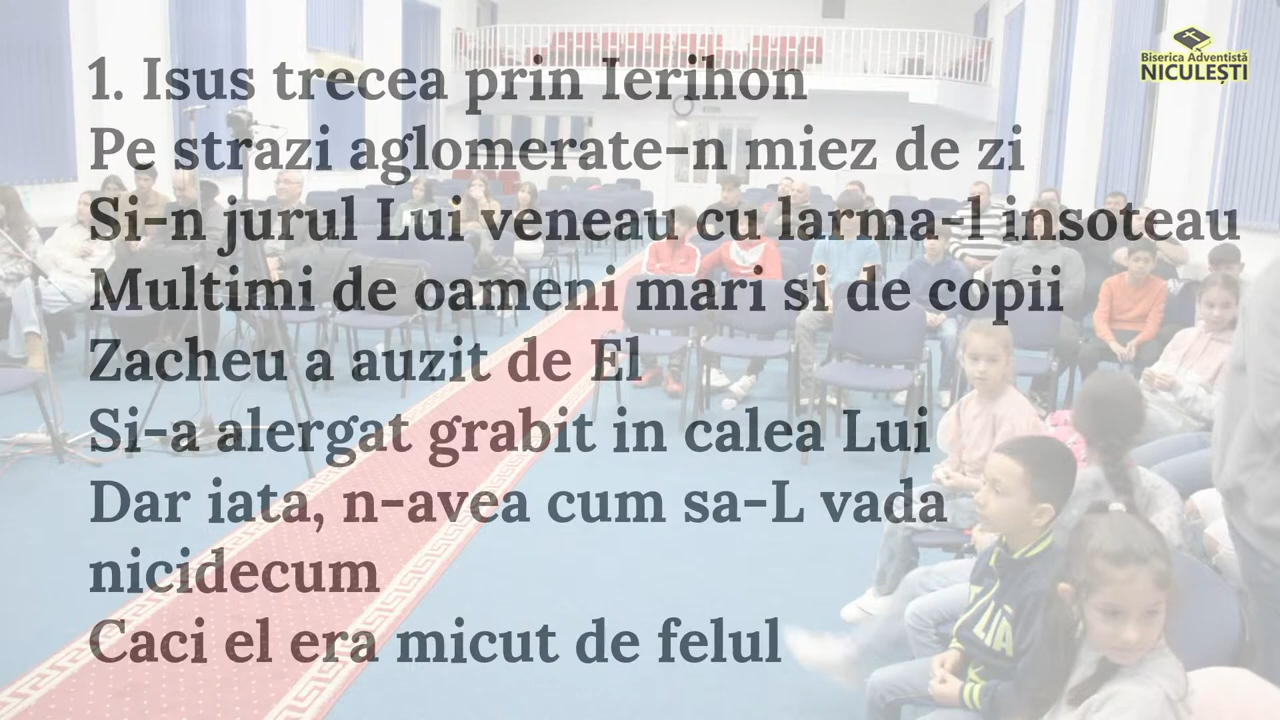 Biserica Adventistă
NICULEȘTI
1. Isus trecea prin Ierihon
Pe strazi aglomerate-n miez de zi
Si-n jurul Lui veneau cu larma-l insoteau
Multimi de oameni mari si de copii
Zacheu a auzit de El
Si-a alergat grabit in calea Lui
Dar iata, n-avea cum sa-L vada
nicidecum
Caci el era micut de felul